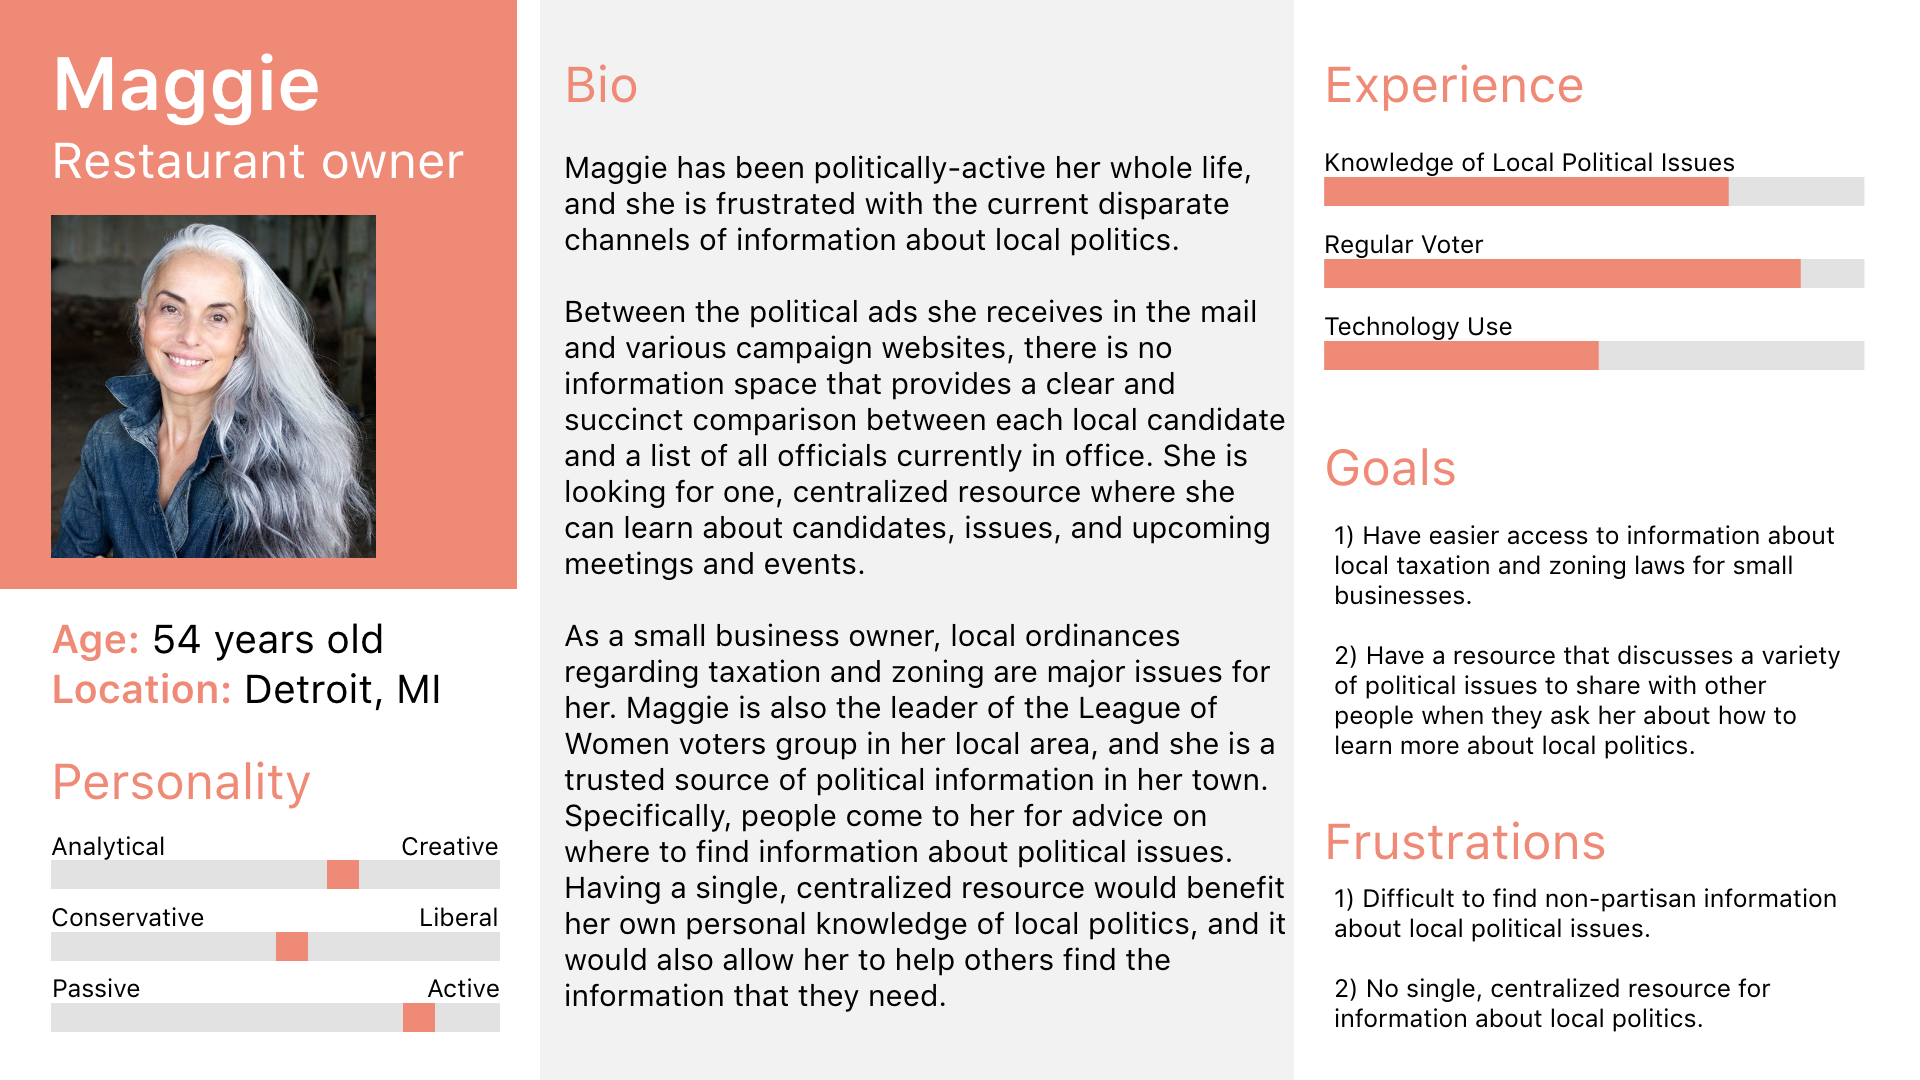 Maggie
Restaurant owner
Age: 54 years old
Location: Detroit, MI
Personality
Analytical Creative
Conservative Liberal
Passive Active
Bio
Maggie has been politically-active her whole life,
and she is frustrated with the current disparate
channels of information about local politics.
Between the political ads she receives in the mail
and various campaign websites, there is no
information space that provides a clear and
succinct comparison between each local candidate
and a list of all officials currently in office. She is
looking for one, centralized resource where she
can learn about candidates, issues, and upcoming
meetings and events.
As a small business owner, local ordinances
regarding taxation and zoning are major issues for
her. Maggie is also the leader of the League of
Women voters group in her local area, and she is a
trusted source of political information in her town.
Specifically, people come to her for advice on
where to find information about political issues.
Having a single, centralized resource would benefit
her own personal knowledge of local politics, and it
would also allow her to help others find the
information that they need.
Experience
Knowledge of Local Political Issues
Regular Voter
Technology Use
Goals
1) Have easier access to information about
local taxation and zoning laws for small
businesses.
2) Have a resource that discusses a variety
of political issues to share with other
people when they ask her about how to
learn more about local politics.
Frustrations
1) Difficult to find non-partisan information
about local political issues.
2) No single, centralized resource for
information about local politics.